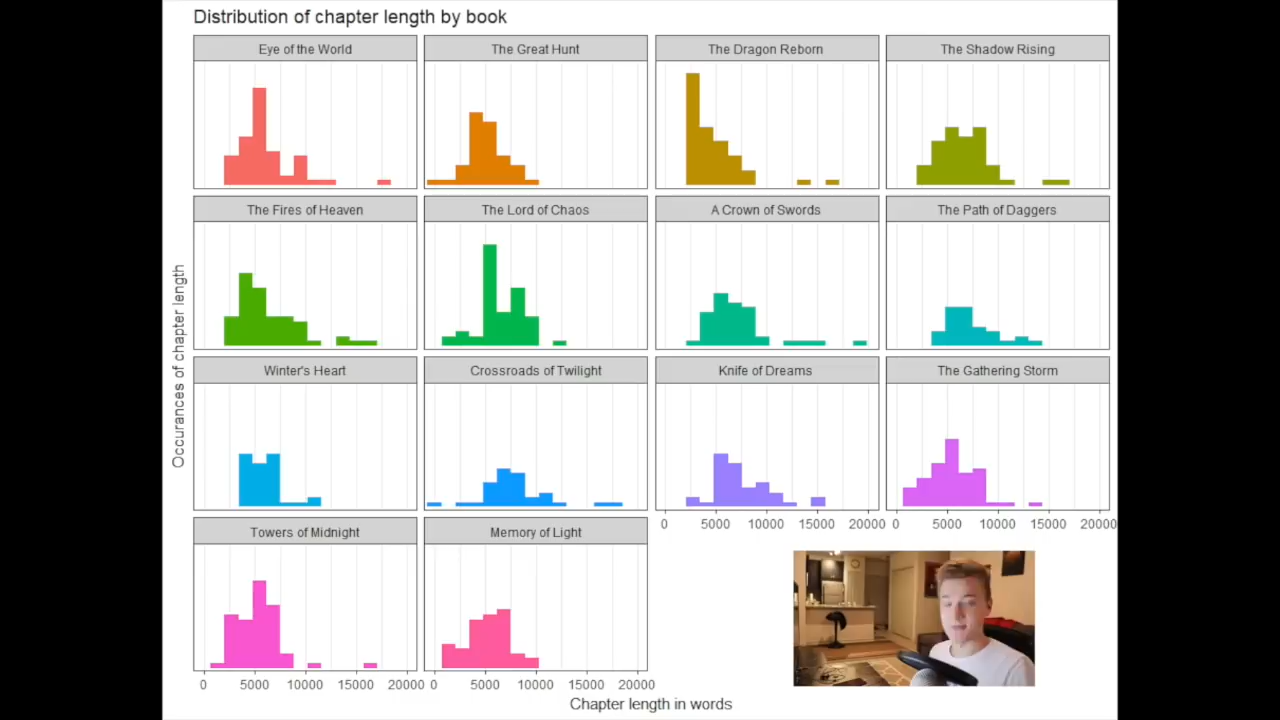 Distribution of chapter length by book
Eye of the World
The Great Hunt
The Dragon Reborn
The Shadow Rising
The Fires of Heaven
The Lord of Chaos
A Crown of Swords
The Path of Daggers
Occurances of chapter length
Winter's Heart
Crossroads of Twilight
Knife of Dreams
The Gathering Storm
0 5000 10000 15000 20000
0 5000 10000 15000 20000
Towers of Midnight
Memory of Light
0 5000 10000 15000 20000
0 5000 10000 15000 20000
Chapter length in words